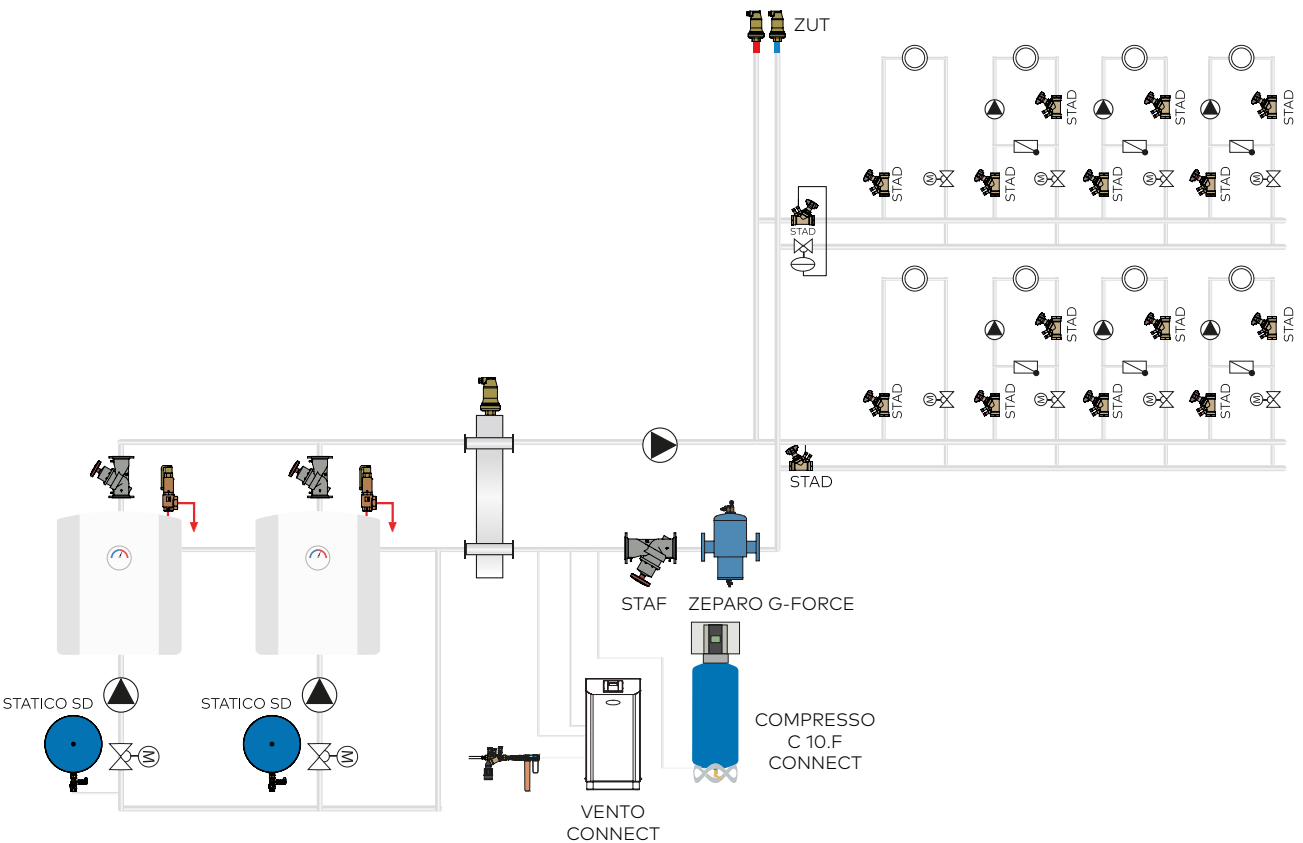 ZUT
STAD
STAD
STAD
STAD
M
STAD
M
STAD
M
STAD
M
STAD
STAD
STAD
STAD
STAD
STAD
M
STAD
M
STAD
M
STAD
M
STAD
STAF
ZEPARO G-FORCE
STATICO SD
STATICO SD
M
M
COMPRESSO
C 10.F
CONNECT
VENTO
CONNECT